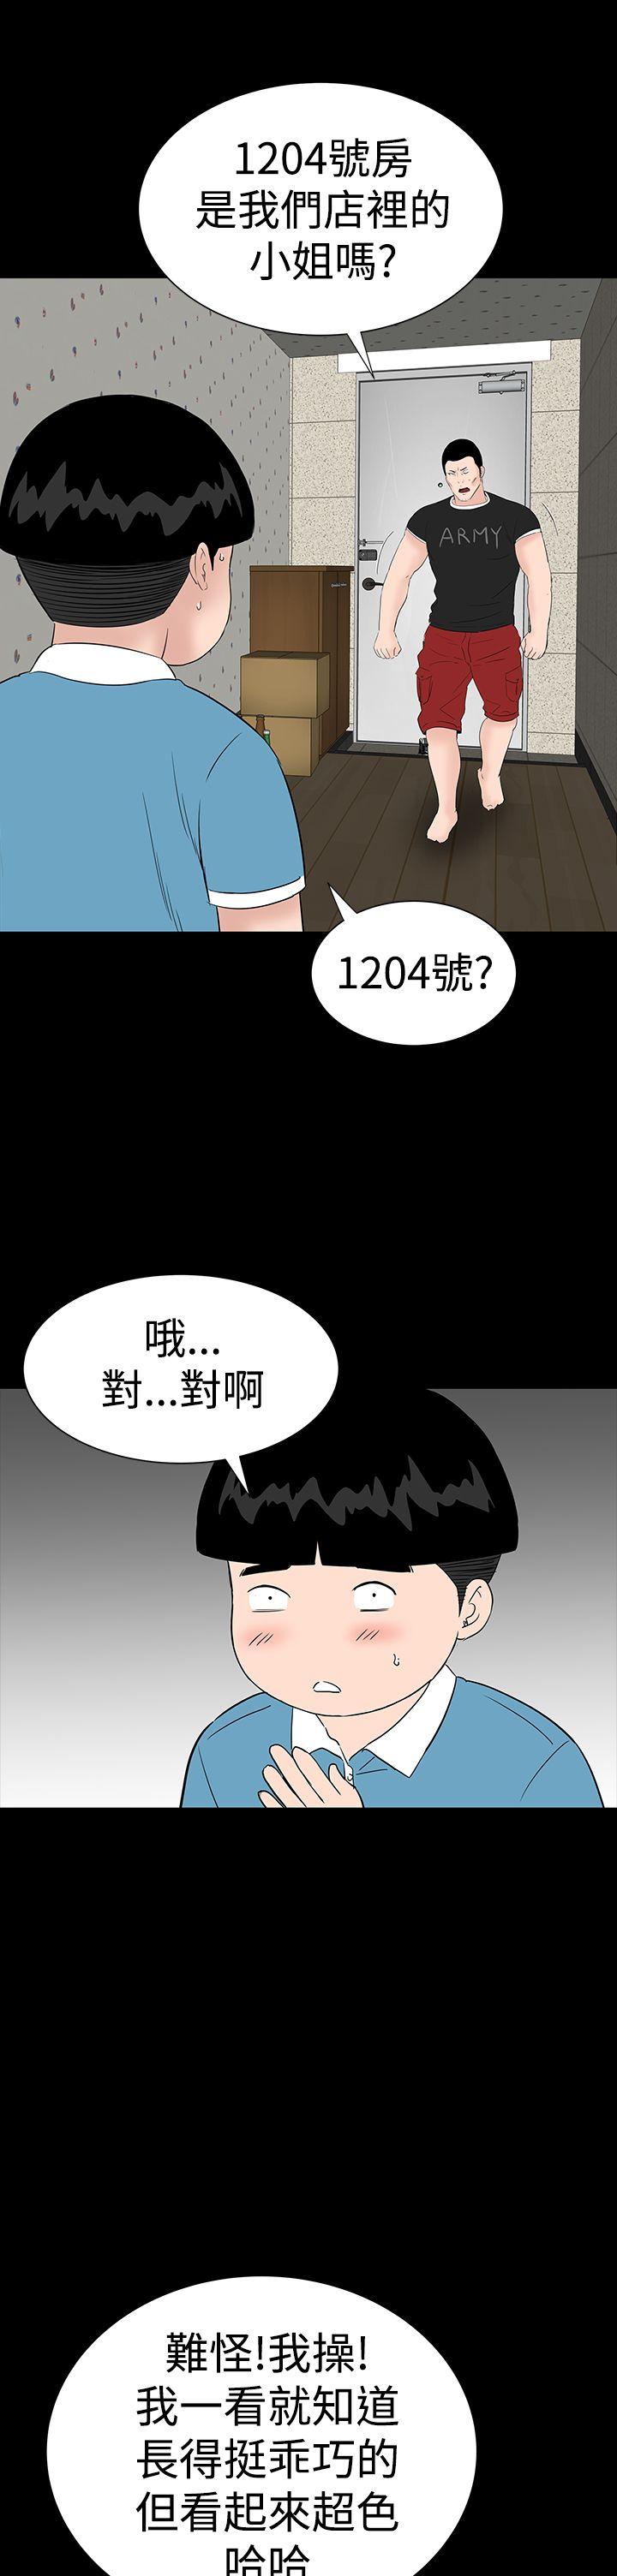 1204號房
是我們店裡的
小姐嗎?
ARMY
1204號?
哦...
對...對啊
難怪!我操!
我一看就知道
長得挺乖巧的
但看起來超色
哈哈